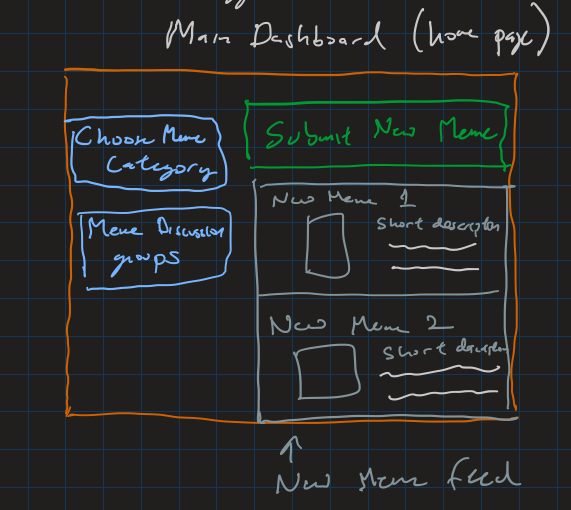 Main Dashboard (home page)
Submit New Meme
Choose Meme
Category
New Meme 1
Short description
Meme Discussion
groups
New Meme 2
Short description
New Meme feed